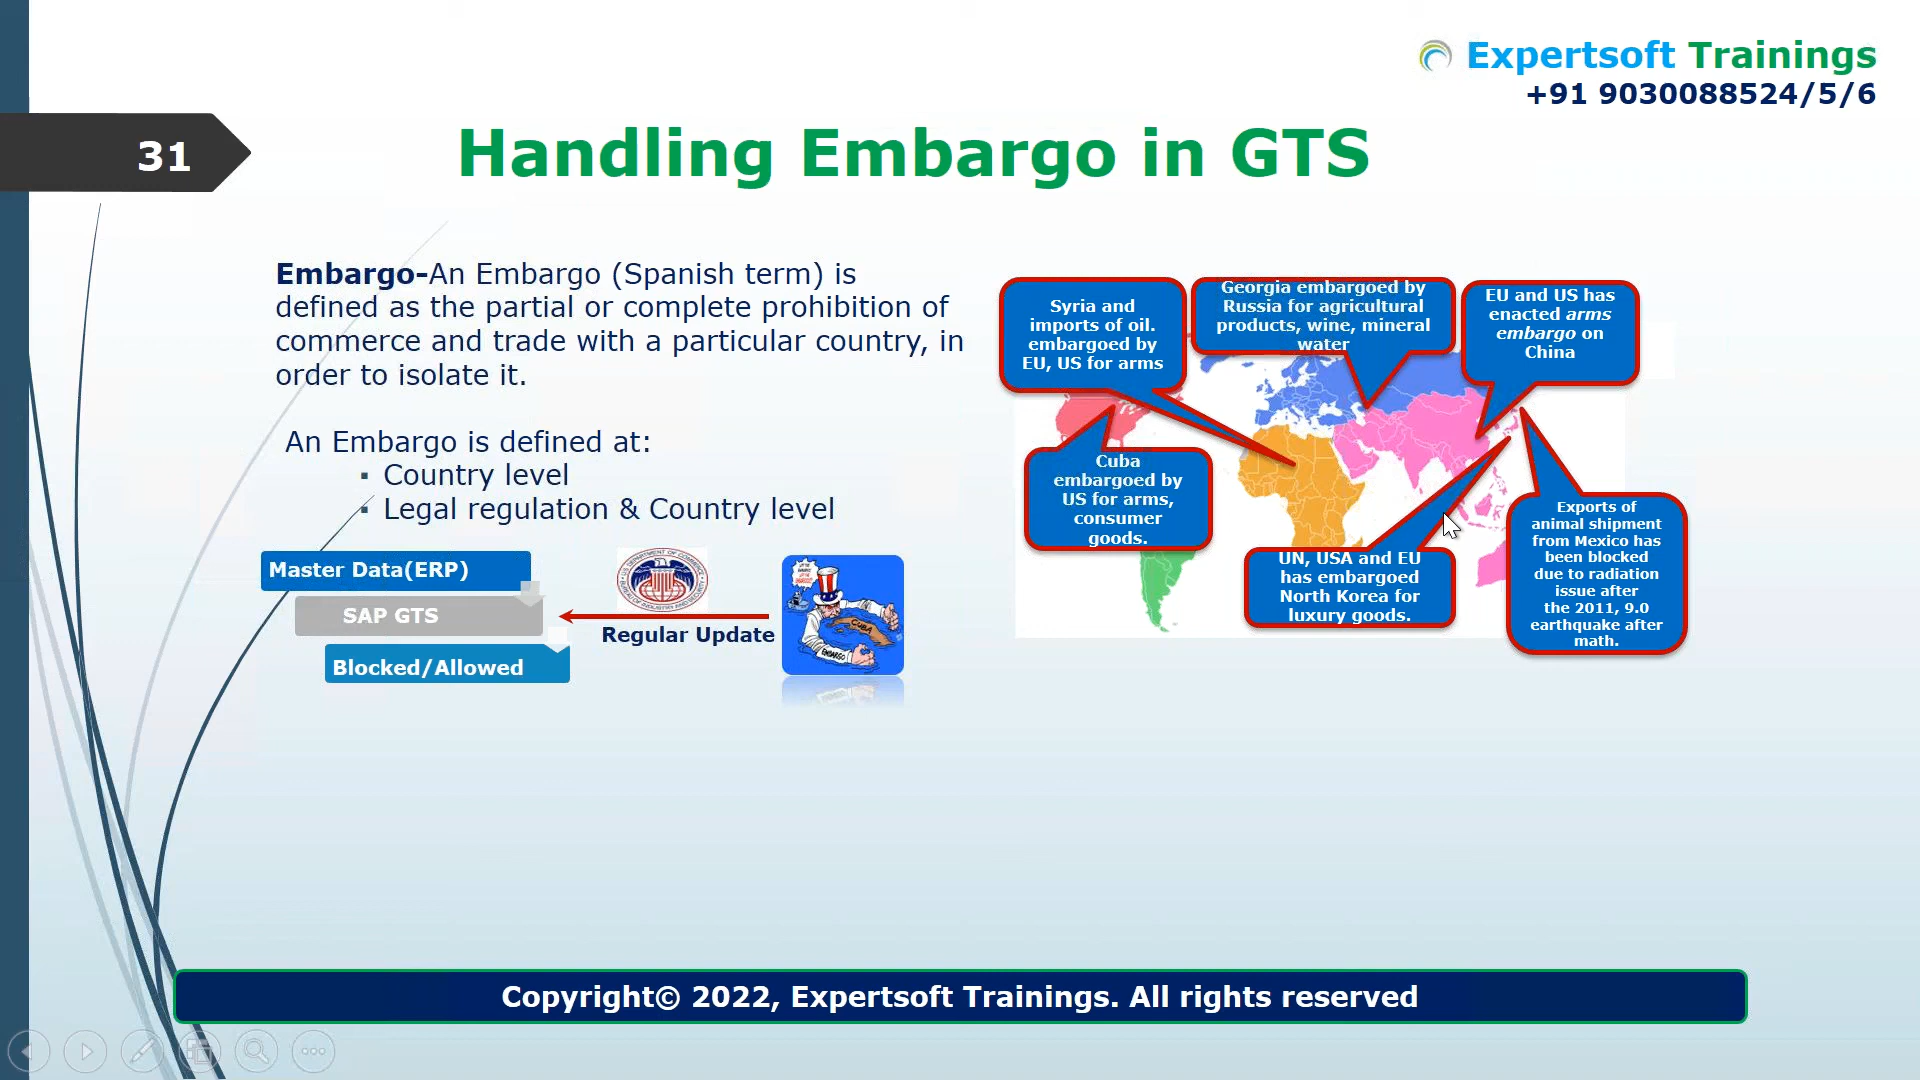 Expertsoft Trainings
+91 9030088524/5/6
31
Handling Embargo in GTS
Embargo-An Embargo (Spanish term) is
defined as the partial or complete prohibition of
commerce and trade with a particular country, in
order to isolate it.
An Embargo is defined at:
▪ Country level
▪ Legal regulation & Country level
Master Data(ERP)
SAP GTS
Blocked/Allowed
Regular Update
CUBA
EMBARGO
Syria and
imports of oil.
embargoed by
EU, US for arms
Georgia embargoed by
Russia for agricultural
products, wine, mineral
water
EU and US has
enacted arms
embargo on
China
Cuba
embargoed by
US for arms,
consumer
goods.
UN, USA and EU
has embargoed
North Korea for
luxury goods.
Exports of
animal shipment
from Mexico has
been blocked
due to radiation
issue after
the 2011, 9.0
earthquake after
math.
Copyright© 2022, Expertsoft Trainings. All rights reserved